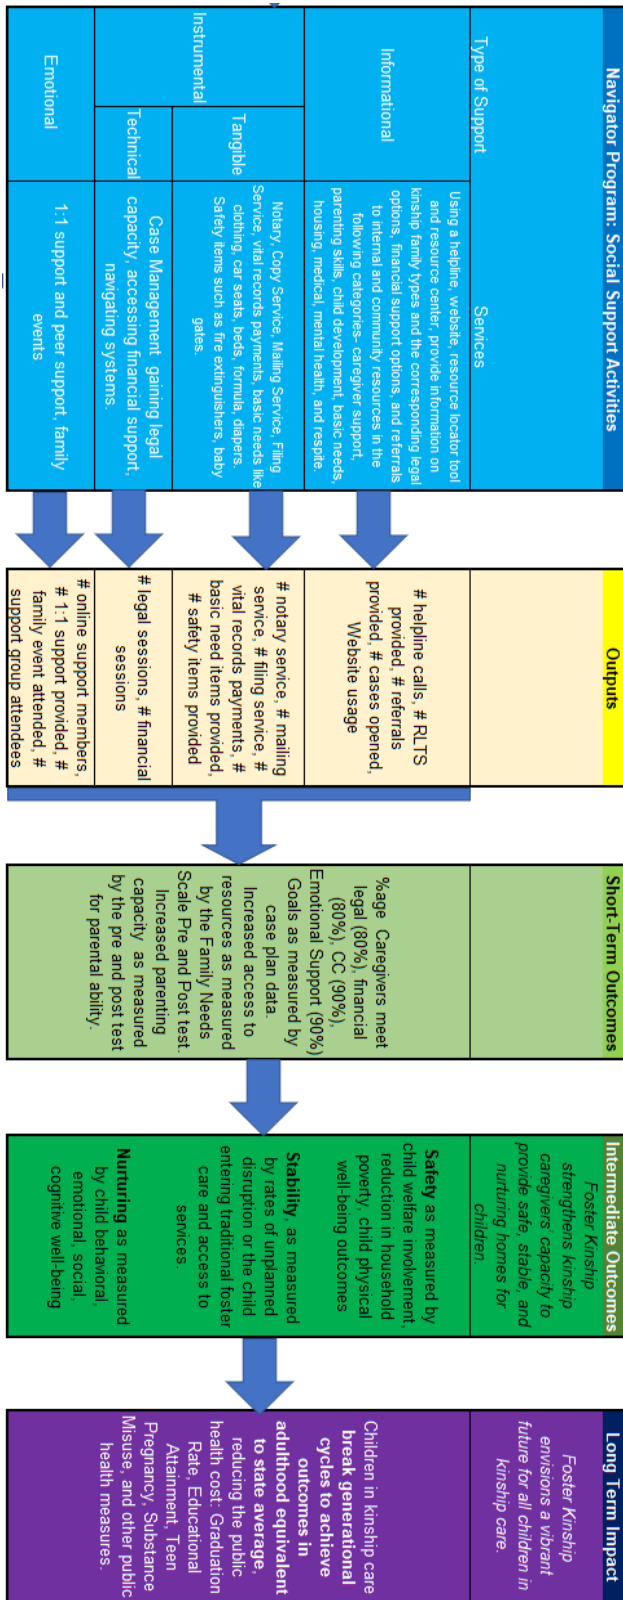 Navigator Program: Social Support Activities
Type of Support
Services
Informational
Using a helpline, website, resource locator tool
and resource center, provide information on
kinship family types and the corresponding legal
options, financial support options, and referrals
to internal and community resources in the
following categories- caregiver support,
parenting skills, child development, basic needs,
housing, medical, mental health, and respite.
Instrumental
Tangible
Notary, Copy Service, Mailing Service, Filing
Service, vital records payments, basic needs like
clothing, car seats, beds, formula, diapers.
Safety items such as fire extinguishers, baby
gates.
Technical
Case Management gaining legal
capacity, accessing financial support,
navigating systems.
Emotional
1:1 support and peer support, family
events
Outputs
# helpline calls, # RLTS
provided, # referrals
provided, # cases opened,
Website usage
# notary service, # mailing
service, # filing service, #
vital records payments, #
basic need items provided,
# safety items provided
# legal sessions, # financial
sessions
# online support members,
# 1:1 support provided, #
family event attended, #
support group attendees
Short-Term Outcomes
%age Caregivers meet
legal (80%), financial
(80%), CC (90%),
Emotional Support (90%)
Goals as measured by
case plan data.
Increased access to
resources as measured
by the Family Needs
Scale Pre and Post test.
Increased parenting
capacity as measured
by the pre and post test
for parental ability.
Intermediate Outcomes
Foster Kinship
strengthens kinship
caregivers' capacity to
provide safe, stable, and
nurturing homes for
children.
Safety as measured by
child welfare involvement,
reduction in household
poverty, child physical
well-being outcomes
Stability, as measured
by rates of unplanned
disruption or the child
entering traditional foster
care and access to
services.
Nurturing as measured
by child behavioral,
emotional, social,
cognitive well-being
Long Term Impact
Foster Kinship
envisions a vibrant
future for all children in
kinship care.
Children in kinship care
break generational
cycles to achieve
outcomes in
adulthood equivalent
to state average,
reducing the public
health cost: Graduation
Rate, Educational
Attainment, Teen
Pregnancy, Substance
Misuse, and other public
health measures.